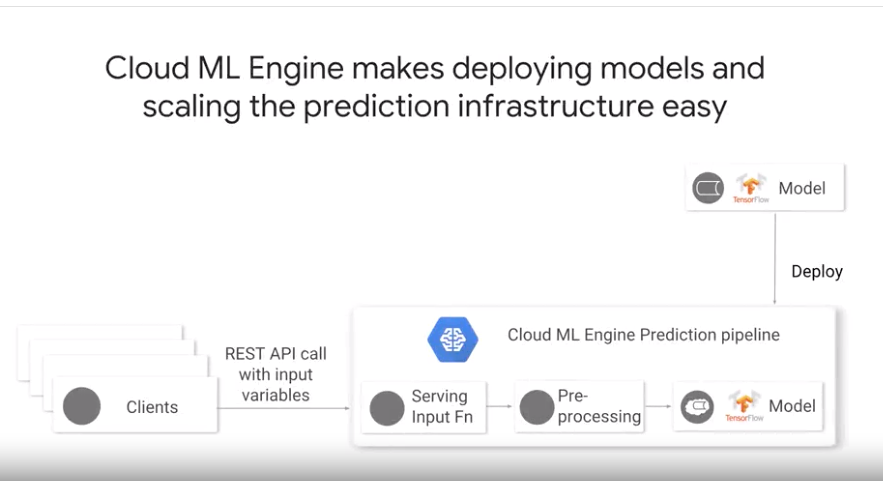 Cloud ML Engine makes deploying models and
scaling the prediction infrastructure easy
TensorFlow
Model
Deploy
Cloud ML Engine Prediction pipeline
REST API call
with input
variables
Clients
Serving
Input Fn
Pre-
processing
TensorFlow
Model